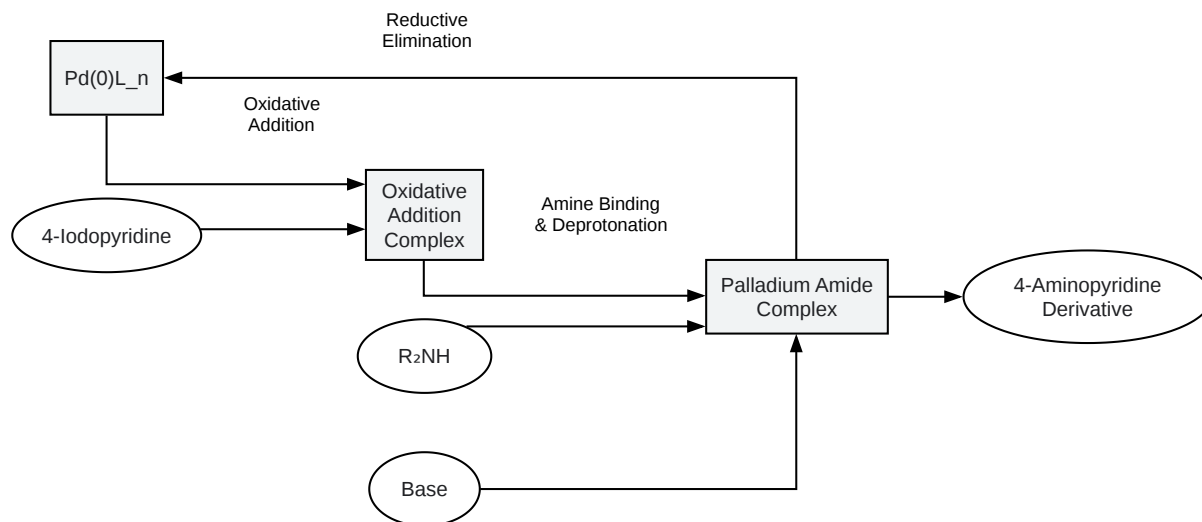 Reductive
Elimination
Pd(0)L_n
Oxidative
Addition
Oxidative
Addition
Complex
4-Iodopyridine
Amine Binding
& Deprotonation
Palladium Amide
Complex
4-Aminopyridine
Derivative
R₂NH
Base